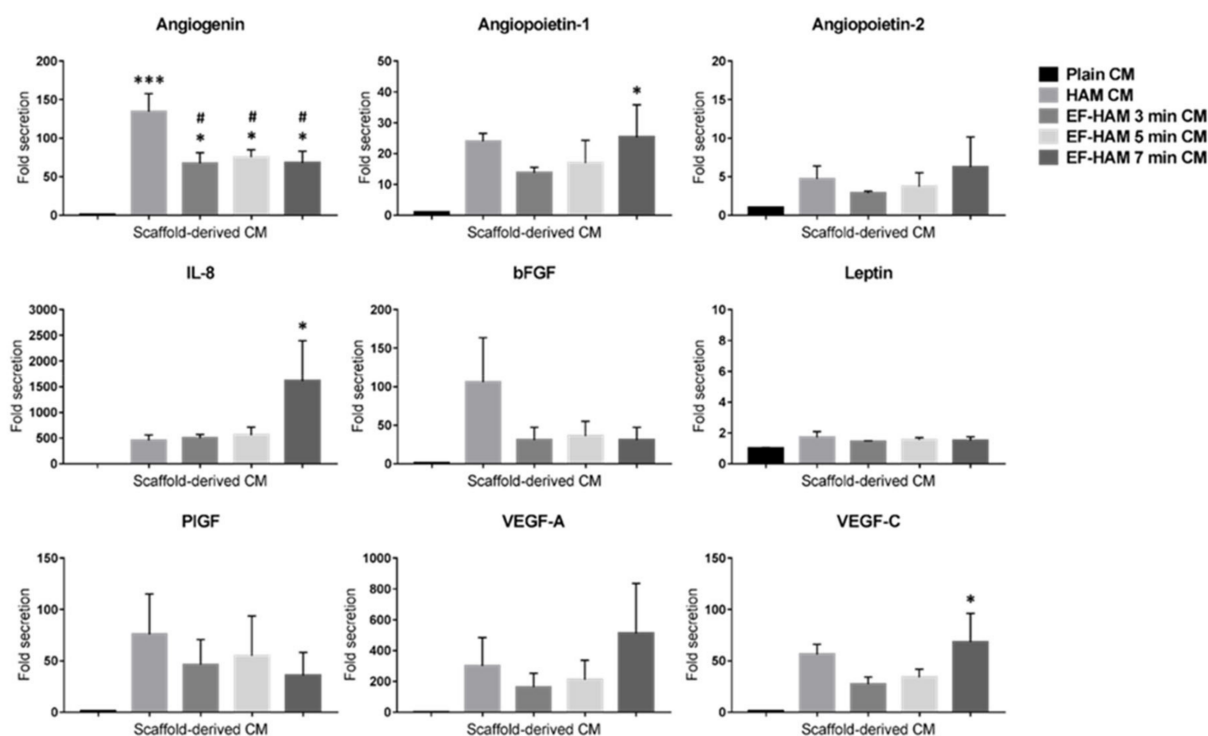 Angiogenin
Angiopoietin-1
Angiopoietin-2
Fold secretion
200
150
100
50
0
***
#
*
#
*
#
*
Scaffold-derived CM
Fold secretion
50
40
30
20
10
0
*
Scaffold-derived CM
Fold secretion
20
15
10
5
0
Scaffold-derived CM
Plain CM
HAM CM
EF-HAM 3 min CM
EF-HAM 5 min CM
EF-HAM 7 min CM
IL-8
bFGF
Leptin
Fold secretion
3000
2500
2000
1500
1000
500
0
*
Scaffold-derived CM
Fold secretion
200
150
100
50
0
Scaffold-derived CM
Fold secretion
10
8
6
4
2
0
Scaffold-derived CM
PlGF
VEGF-A
VEGF-C
Fold secretion
150
100
50
0
Scaffold-derived CM
Fold secretion
1000
800
600
400
200
0
Scaffold-derived CM
Fold secretion
150
100
50
0
*
Scaffold-derived CM